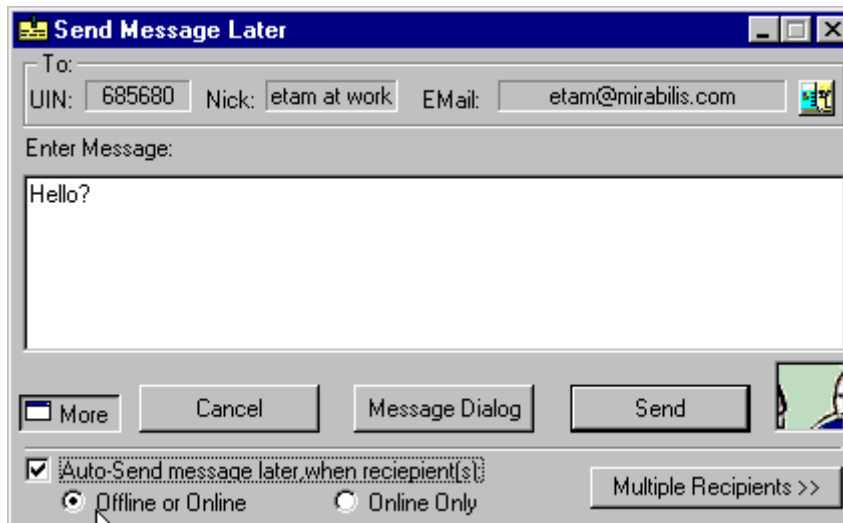 Send Message Later
To:
UIN: 685680 Nick: etam at work EMail: etam@mirabilis.com
Enter Message:
Hello?
More Cancel Message Dialog Send
Auto-Send message later,when reciepient(s):
Multiple Recipients >>
Offline or Online Online Only